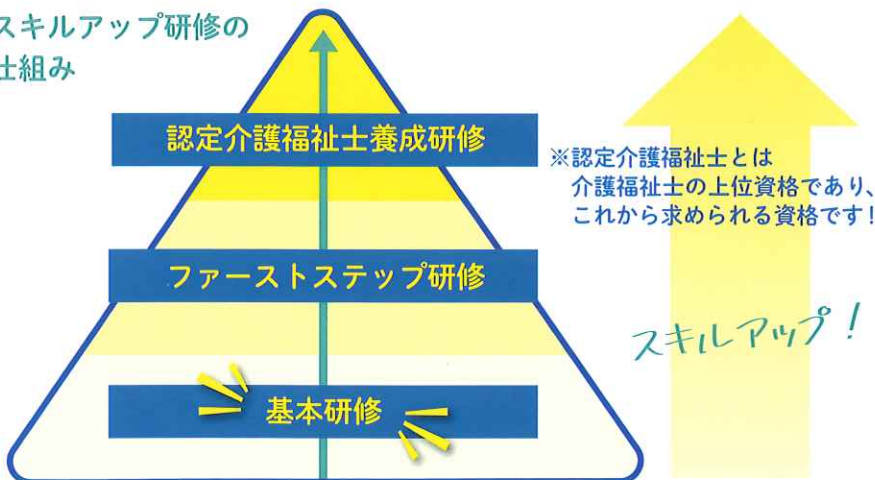 スキルアップ研修の
仕組み
認定介護福祉士養成研修
※認定介護福祉士とは
介護福祉士の上位資格であり、
これから求められる資格です!
ファーストステップ研修
スキルアップ!
基本研修